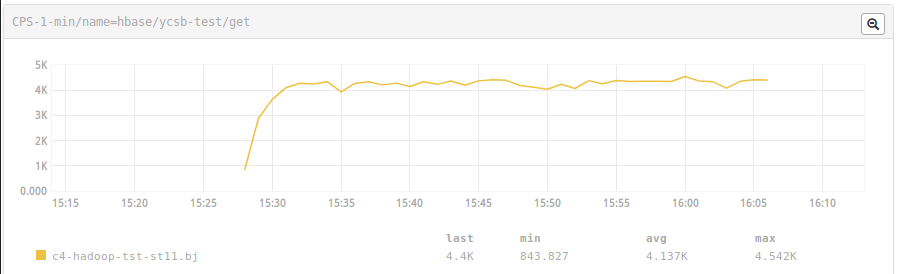 CPS-1-min/name=hbase/ycsb-test/get
5K
4K
3K
2K
1K
0.000
15:15 15:20 15:25 15:30 15:35 15:40 15:45 15:50 15:55 16:00 16:05 16:10
last min avg max
c4-hadoop-tst-st11.bj 4.4K 843.827 4.137K 4.542K